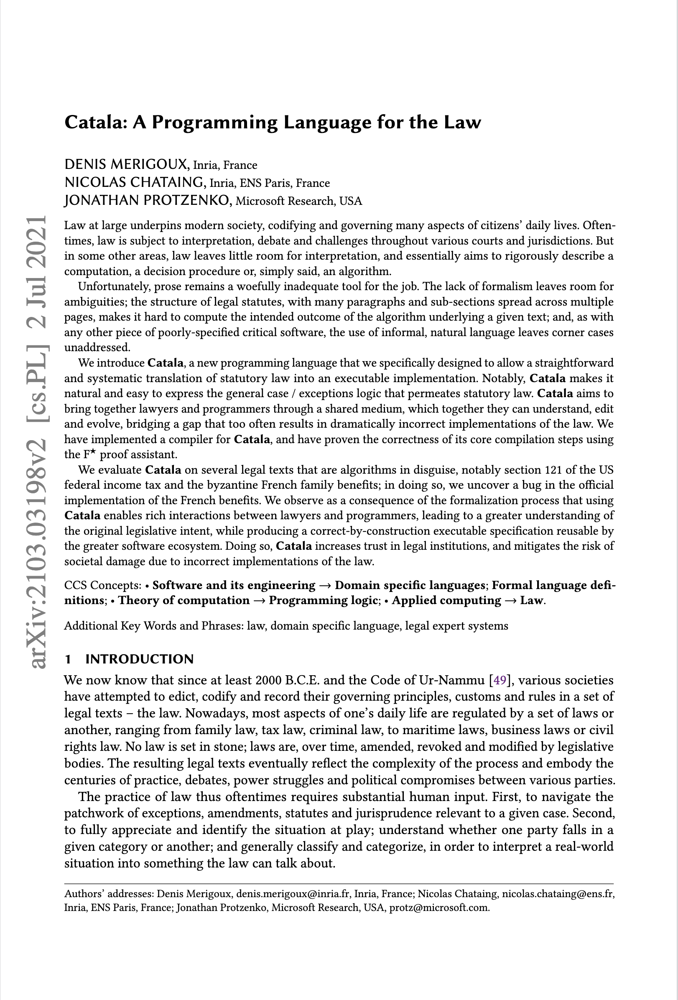 Catala: A Programming Language for the Law
DENIS MERIGOUX, Inria, France
NICOLAS CHATAING, Inria, ENS Paris, France
JONATHAN PROTZENKO, Microsoft Research, USA
Law at large underpins modern society, codifying and governing many aspects of citizens’ daily lives. Often-
times, law is subject to interpretation, debate and challenges throughout various courts and jurisdictions. But
in some other areas, law leaves little room for interpretation, and essentially aims to rigorously describe a
computation, a decision procedure or, simply said, an algorithm.
Unfortunately, prose remains a woefully inadequate tool for the job. The lack of formalism leaves room for
ambiguities; the structure of legal statutes, with many paragraphs and sub-sections spread across multiple
pages, makes it hard to compute the intended outcome of the algorithm underlying a given text; and, as with
any other piece of poorly-specified critical software, the use of informal, natural language leaves corner cases
unaddressed.
We introduce Catala, a new programming language that we specifically designed to allow a straightforward
and systematic translation of statutory law into an executable implementation. Notably, Catala makes it
natural and easy to express the general case / exceptions logic that permeates statutory law. Catala aims to
bring together lawyers and programmers through a shared medium, which together they can understand, edit
and evolve, bridging a gap that too often results in dramatically incorrect implementations of the law. We
have implemented a compiler for Catala, and have proven the correctness of its core compilation steps using
the F★ proof assistant.
We evaluate Catala on several legal texts that are algorithms in disguise, notably section 121 of the US
federal income tax and the byzantine French family benefits; in doing so, we uncover a bug in the official
implementation of the French benefits. We observe as a consequence of the formalization process that using
Catala enables rich interactions between lawyers and programmers, leading to a greater understanding of
the original legislative intent, while producing a correct-by-construction executable specification reusable by
the greater software ecosystem. Doing so, Catala increases trust in legal institutions, and mitigates the risk of
societal damage due to incorrect implementations of the law.
CCS Concepts: • Software and its engineering → Domain specific languages; Formal language defi-
nitions; • Theory of computation → Programming logic; • Applied computing → Law.
Additional Key Words and Phrases: law, domain specific language, legal expert systems
1 INTRODUCTION
We now know that since at least 2000 B.C.E. and the Code of Ur-Nammu [49], various societies
have attempted to edict, codify and record their governing principles, customs and rules in a set of
legal texts – the law. Nowadays, most aspects of one’s daily life are regulated by a set of laws or
another, ranging from family law, tax law, criminal law, to maritime laws, business laws or civil
rights law. No law is set in stone; laws are, over time, amended, revoked and modified by legislative
bodies. The resulting legal texts eventually reflect the complexity of the process and embody the
centuries of practice, debates, power struggles and political compromises between various parties.
The practice of law thus oftentimes requires substantial human input. First, to navigate the
patchwork of exceptions, amendments, statutes and jurisprudence relevant to a given case. Second,
to fully appreciate and identify the situation at play; understand whether one party falls in a
given category or another; and generally classify and categorize, in order to interpret a real-world
situation into something the law can talk about.
Authors’ addresses: Denis Merigoux, denis.merigoux@inria.fr, Inria, France; Nicolas Chataing, nicolas.chataing@ens.fr,
Inria, ENS Paris, France; Jonathan Protzenko, Microsoft Research, USA, protz@microsoft.com.
arXiv:2103.03198v2 [cs.PL] 2 Jul 2021